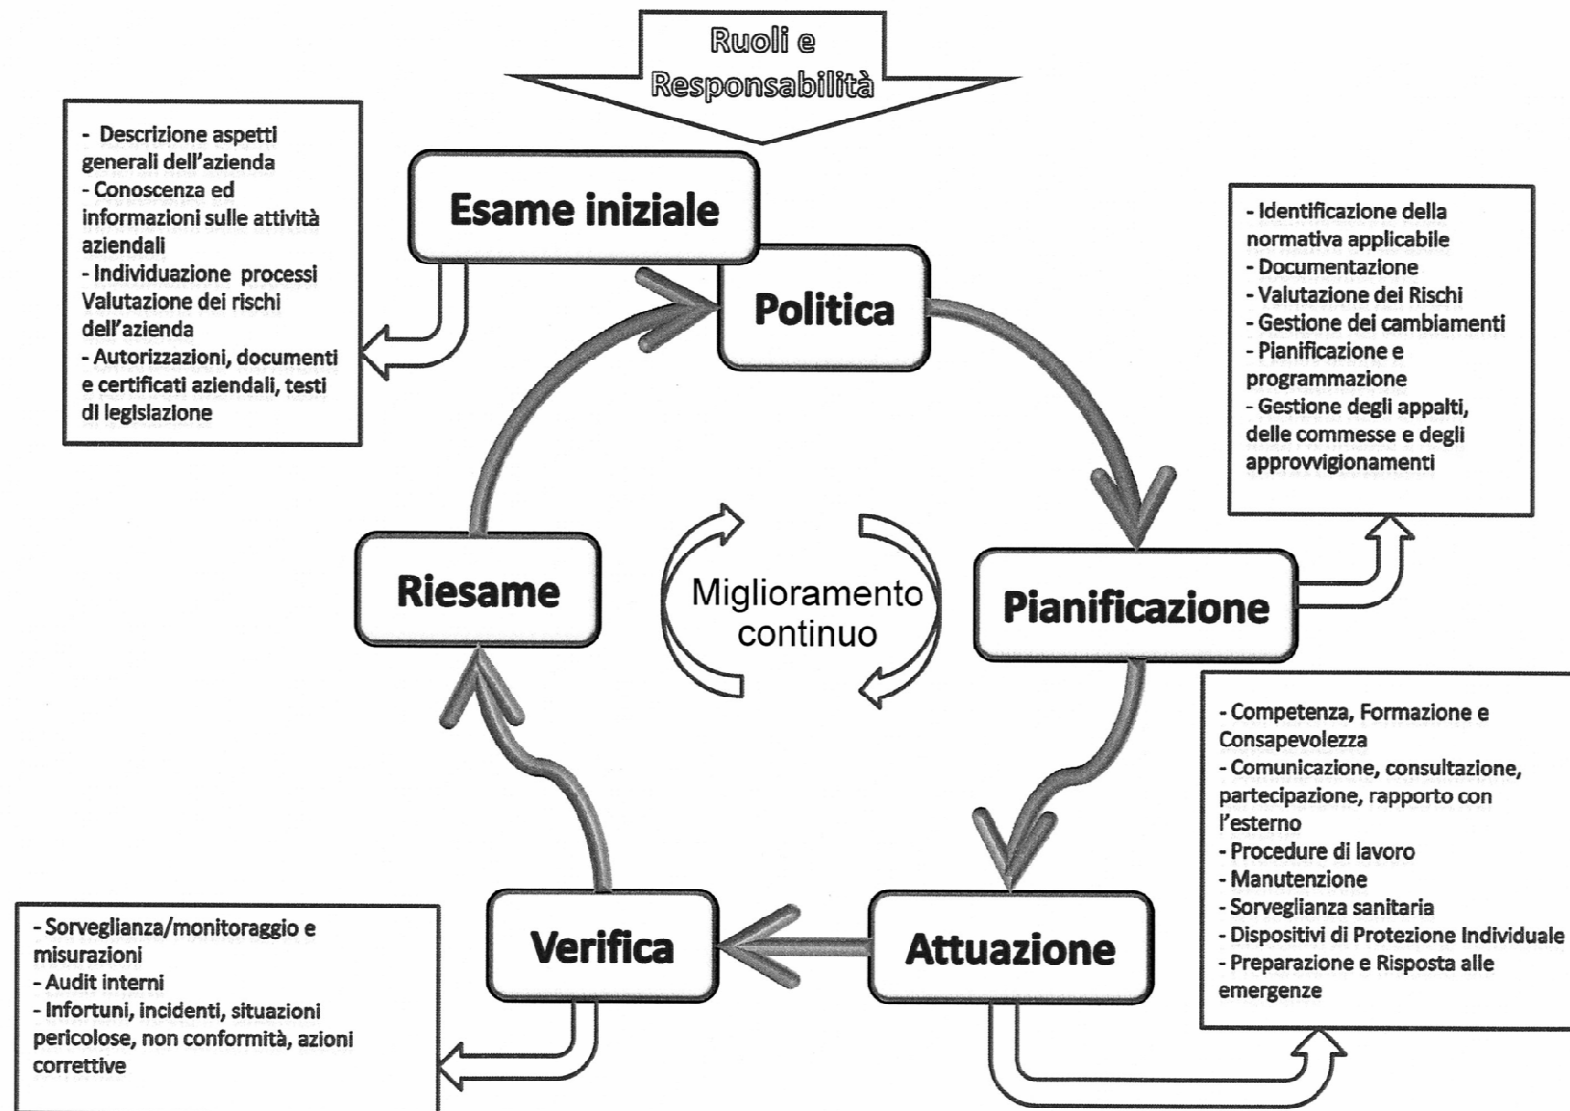 Ruoli e
Responsabilità
- Descrizione aspetti
generali dell'azienda
- Conoscenza ed
informazioni sulle attività
aziendali
- Individuazione processi
Valutazione dei rischi
dell'azienda
- Autorizzazioni, documenti
e certificati aziendali, testi
di legislazione
Esame iniziale
Politica
- Identificazione della
normativa applicabile
- Documentazione
- Valutazione dei Rischi
- Gestione dei cambiamenti
- Pianificazione e
programmazione
- Gestione degli appalti,
delle commesse e degli
approvvigionamenti
Riesame
Miglioramento
continuo
Pianificazione
- Competenza, Formazione e
Consapevolezza
- Comunicazione, consultazione,
partecipazione, rapporto con
l'esterno
- Procedure di lavoro
- Manutenzione
- Sorveglianza sanitaria
- Dispositivi di Protezione Individuale
- Preparazione e Risposta alle
emergenze
Verifica
Attuazione
- Sorveglianza/monitoraggio e
misurazioni
- Audit interni
- Infortuni, incidenti, situazioni
pericolose, non conformità, azioni
correttive